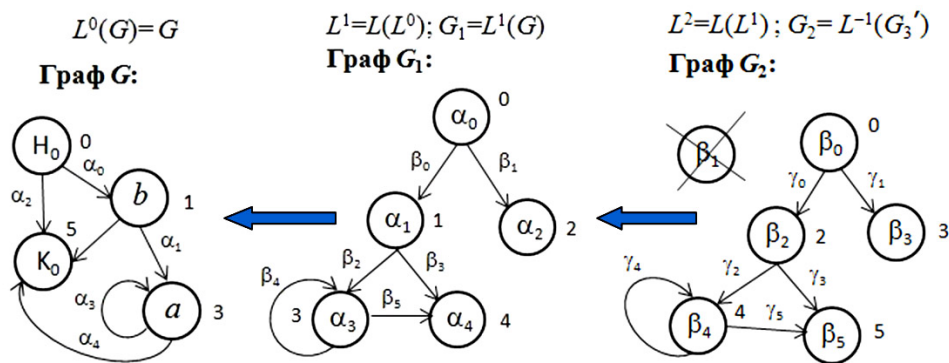 L⁰(G)=G
L¹=L(L⁰); G₁=L¹(G)
L²=L(L¹); G₂= L⁻¹(G₃′)
Граф G:
Граф G₁:
Граф G₂:
H₀
0
α₀
α₂
b
1
5
K₀
α₁
α₃
a
3
α₄
0
α₀
β₀
β₁
α₁
1
α₂
2
β₂
β₃
β₄
β₅
3
α₃
α₄
4
β₁
0
β₀
γ₀
γ₁
β₂
2
β₃
3
γ₄
γ₂
γ₃
β₄
4
γ₅
β₅
5